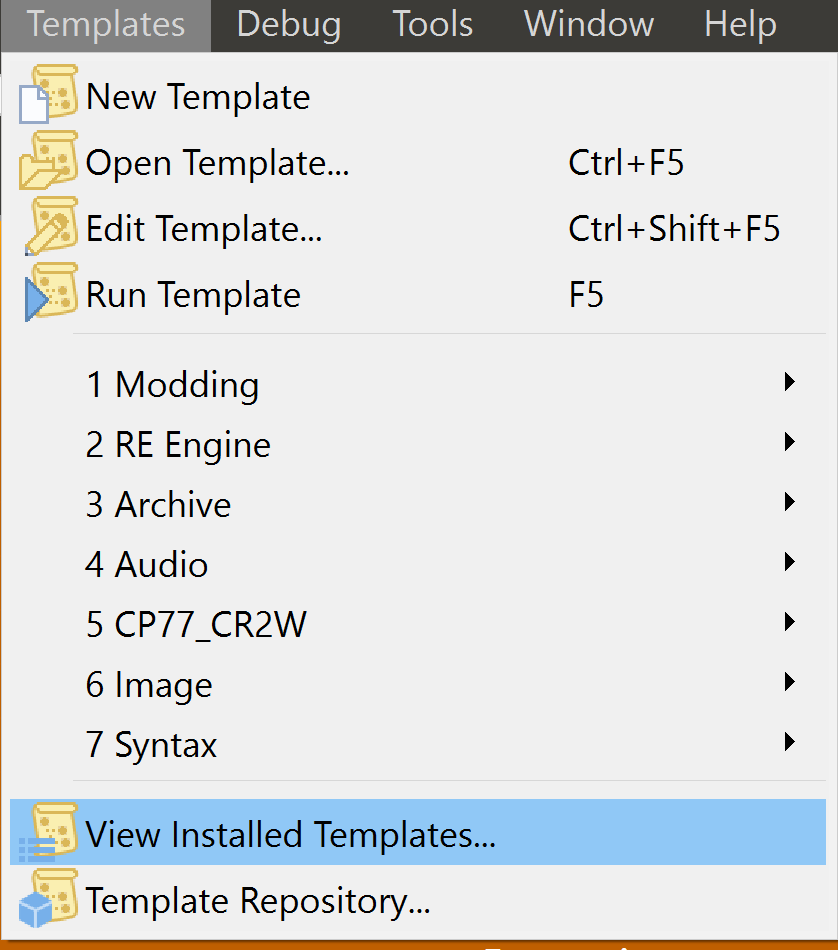 Templates Debug Tools Window Help
New Template
Open Template... Ctrl+F5
Edit Template... Ctrl+Shift+F5
Run Template F5
1 Modding
2 RE Engine
3 Archive
4 Audio
5 CP77_CR2W
6 Image
7 Syntax
View Installed Templates...
Template Repository...